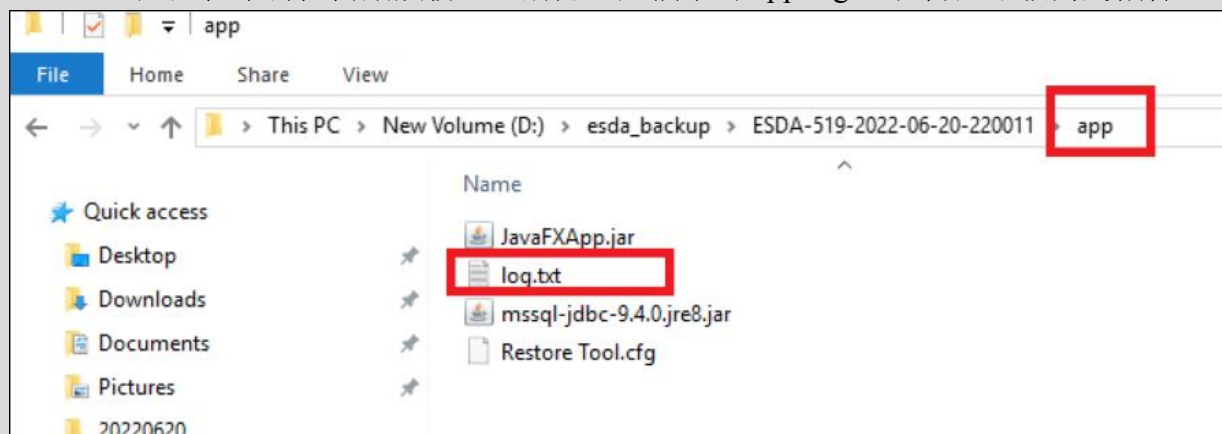 app
File Home Share View
This PC > New Volume (D:) > esda_backup > ESDA-519-2022-06-20-220011 > app
Name
Quick access
Desktop
Downloads
Documents
Pictures
20220620
JavaFXApp.jar
log.txt
mssql-jdbc-9.4.0.jre8.jar
Restore Tool.cfg